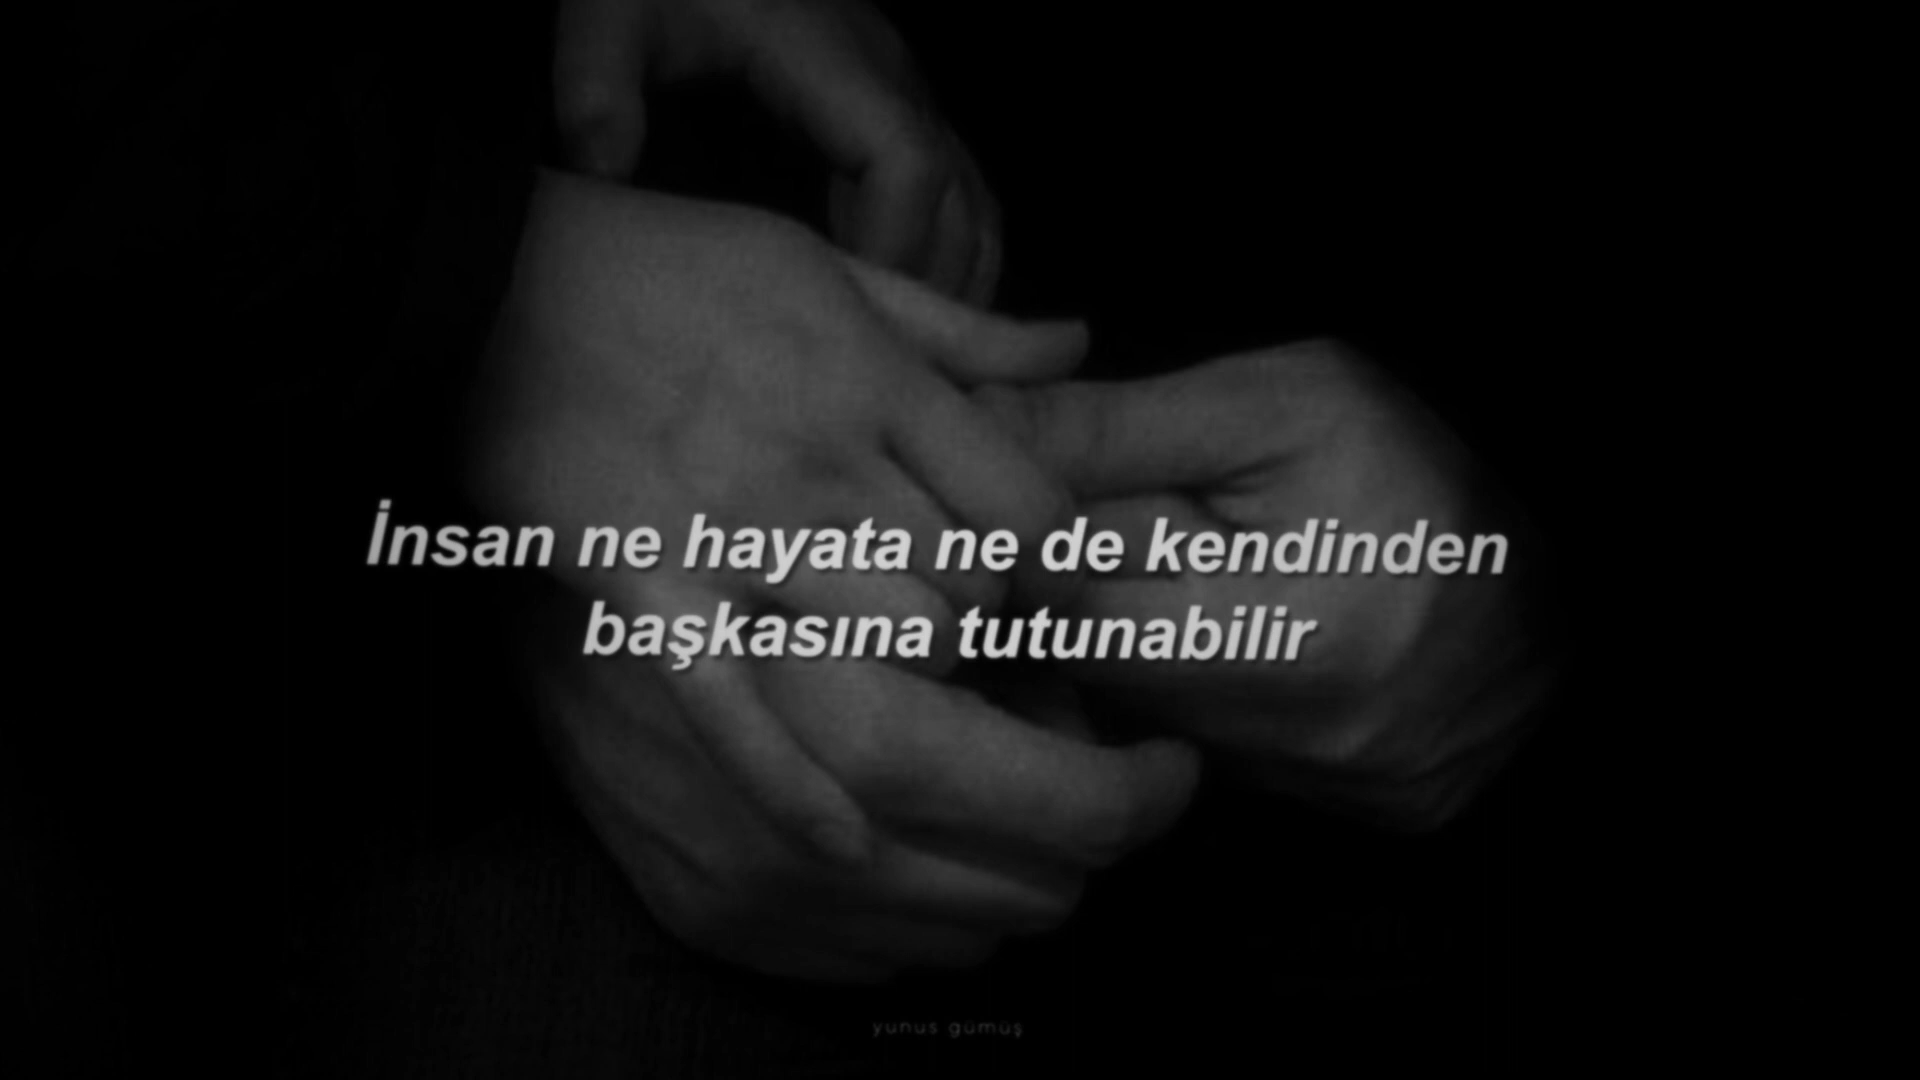 İnsan ne hayata ne de kendinden
başkasına tutunabilir
yunus gümüş